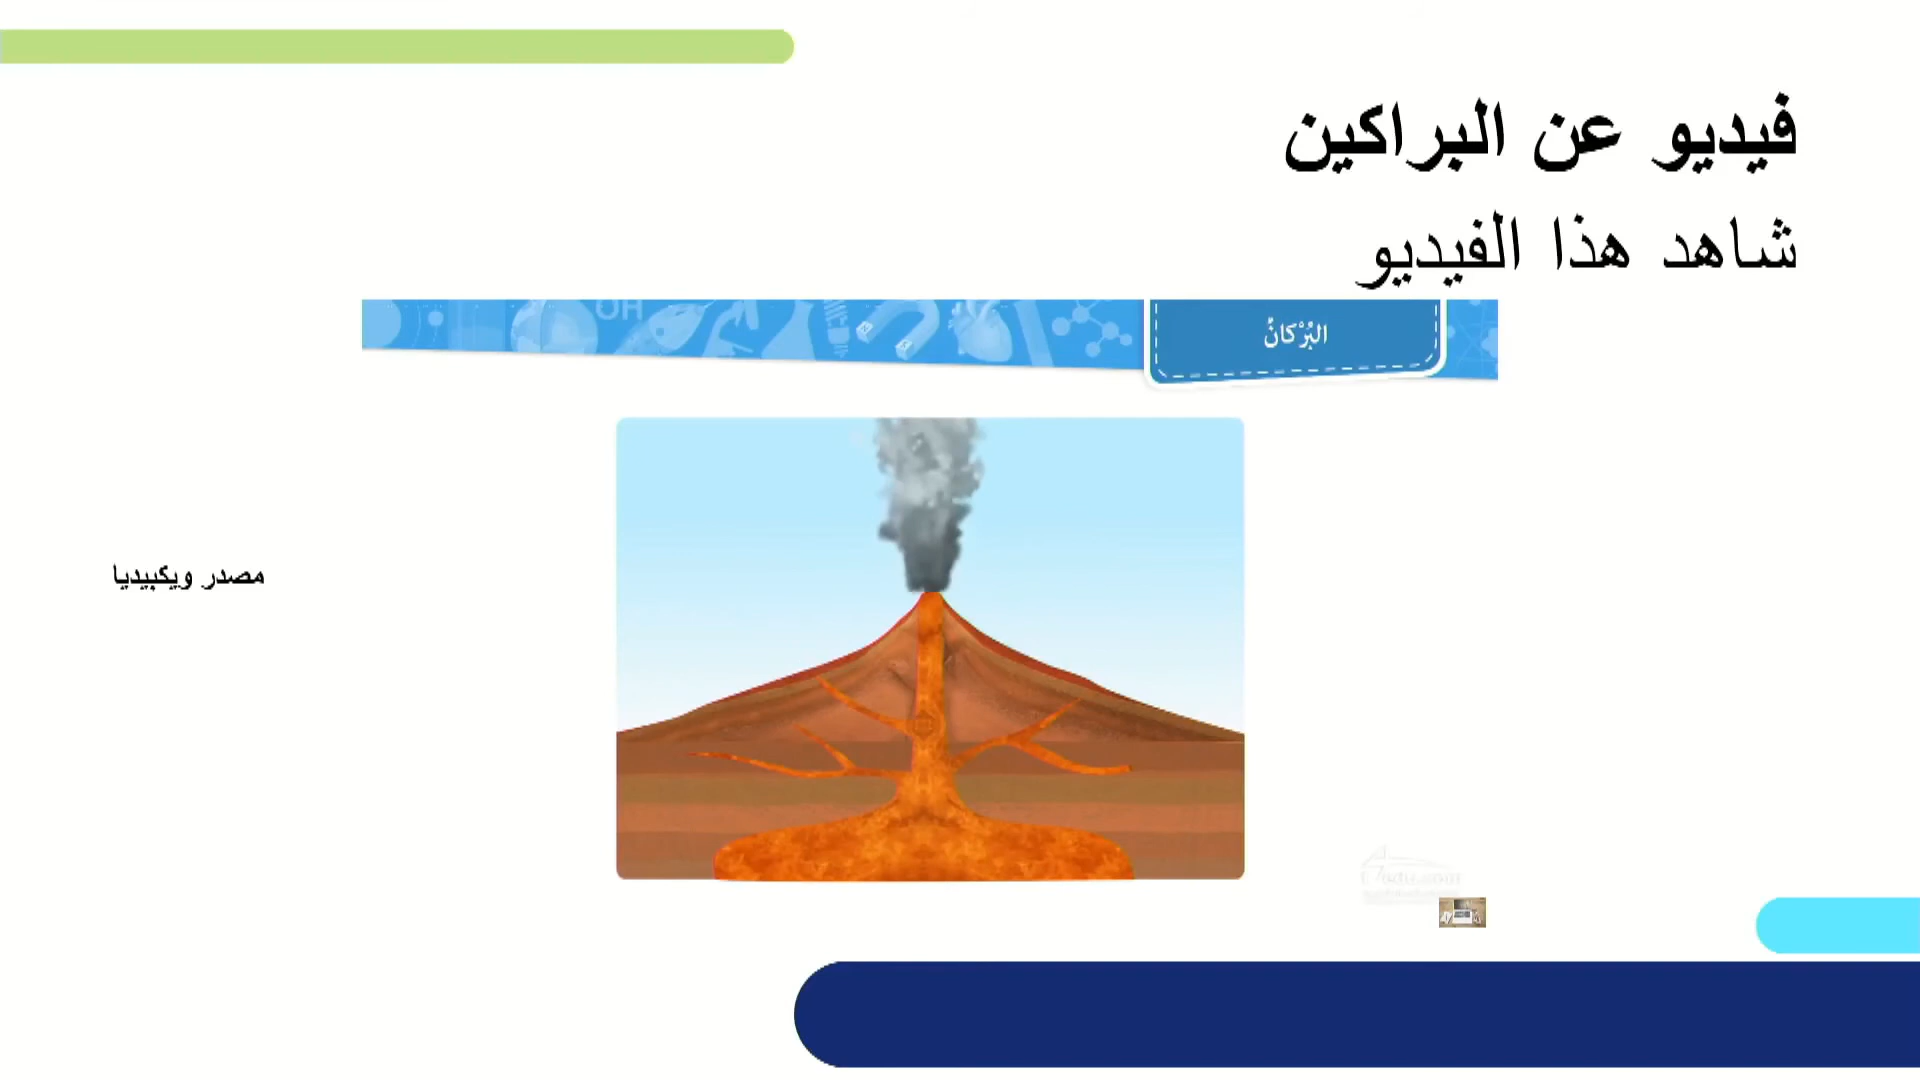 فيديو عن البراكين
شاهد هذا الفيديو
البُرْكانُ
مصدر ويكبيديا